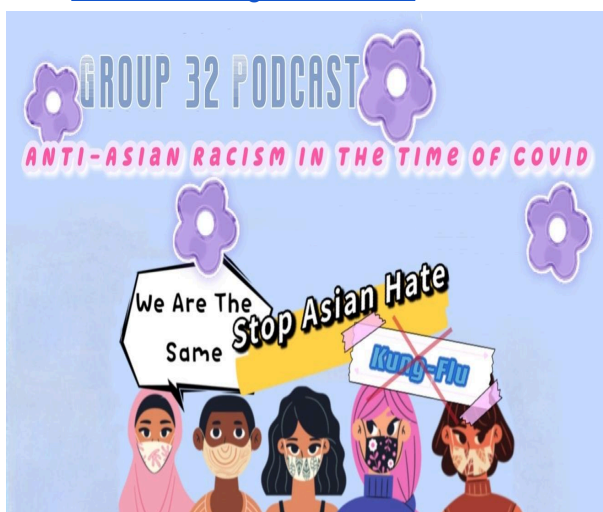 GROUP 32 PODCAST
ANTI-ASIAN RACISM IN THE TIME OF COVID
We Are The
Same
Stop Asian Hate
Kung-Flu